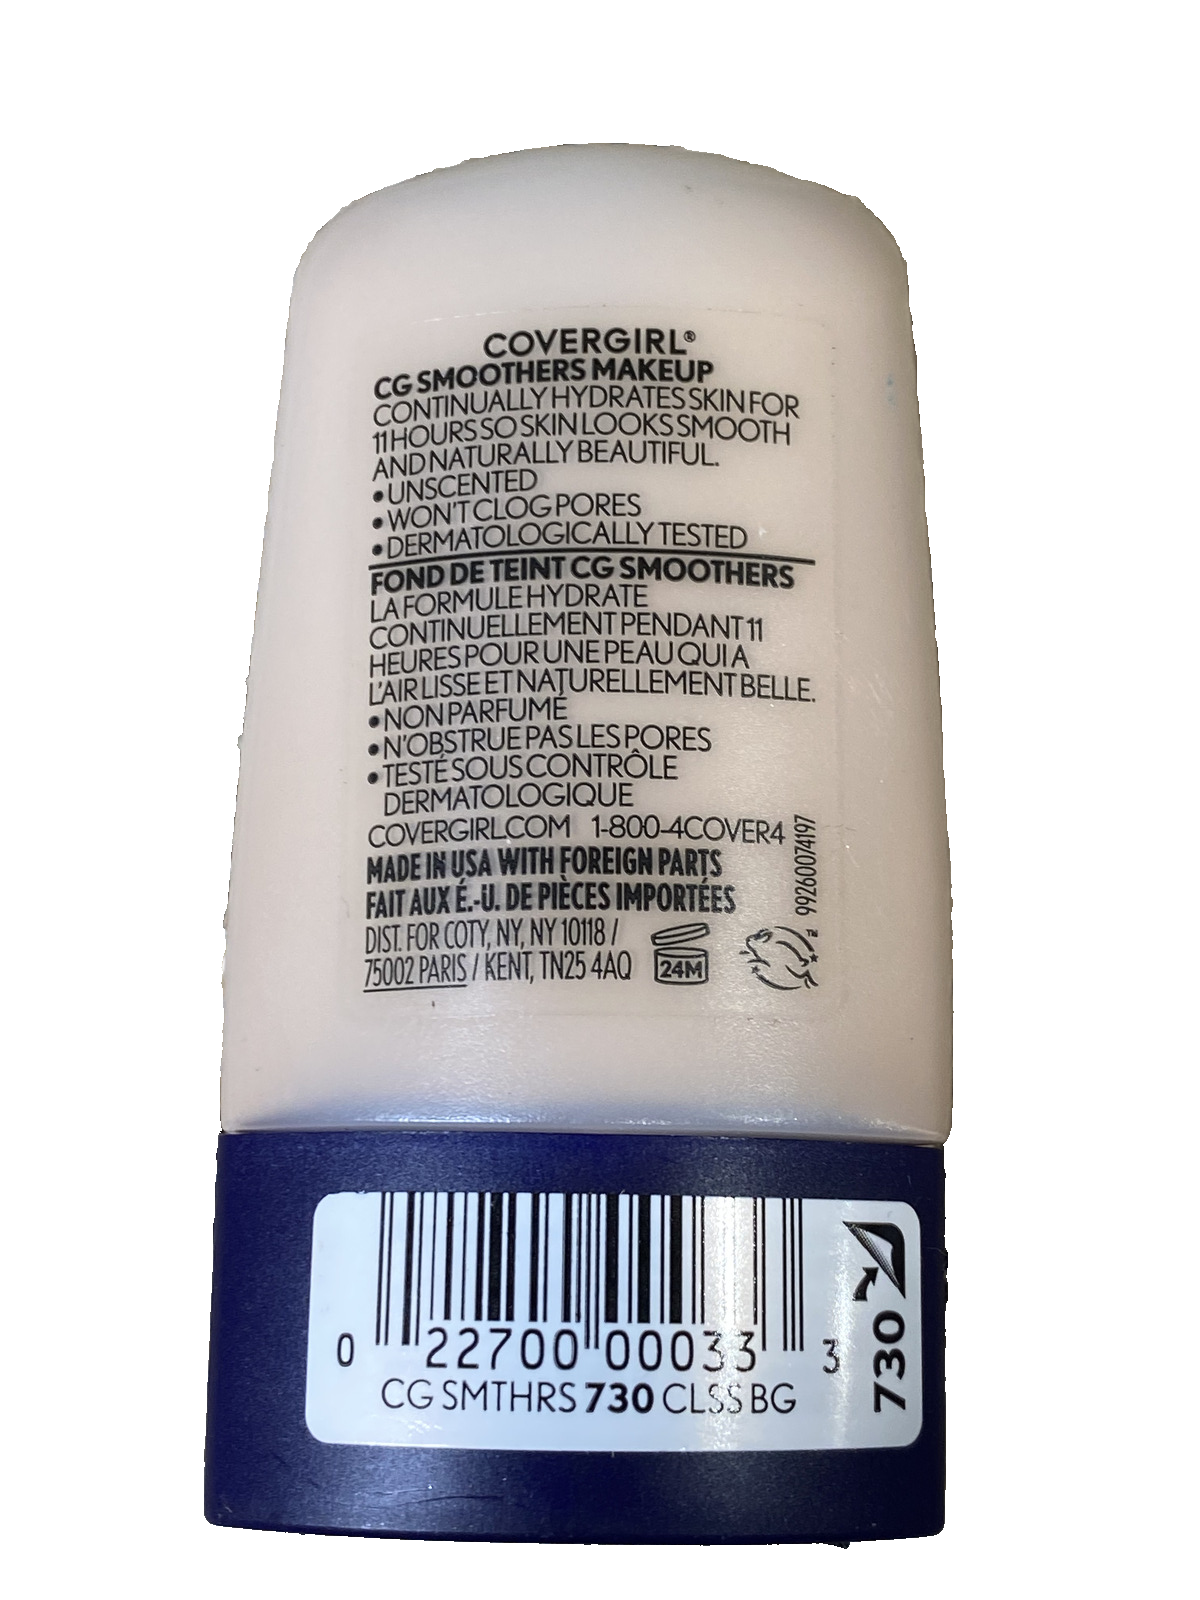 COVERGIRL®
CG SMOOTHERS MAKEUP
CONTINUALLY HYDRATES SKIN FOR
11 HOURS SO SKIN LOOKS SMOOTH
AND NATURALLY BEAUTIFUL.
• UNSCENTED
• WON'T CLOG PORES
• DERMATOLOGICALLY TESTED
FOND DE TEINT CG SMOOTHERS
LA FORMULE HYDRATE
CONTINUELLEMENT PENDANT 11
HEURES POUR UNE PEAU QUI A
L'AIR LISSE ET NATURELLEMENT BELLE.
• NON PARFUMÉ
• N'OBSTRUE PAS LES PORES
• TESTÉ SOUS CONTRÔLE
DERMATOLOGIQUE
COVERGIRL.COM 1-800-4COVER4
MADE IN USA WITH FOREIGN PARTS
FAIT AUX É.-U. DE PIÈCES IMPORTÉES
DIST. FOR COTY, NY, NY 10118 /
75002 PARIS / KENT, TN25 4AQ
24M
TM
99260074197
0 22700 00033 3
CG SMTHRS 730 CLSS BG
730